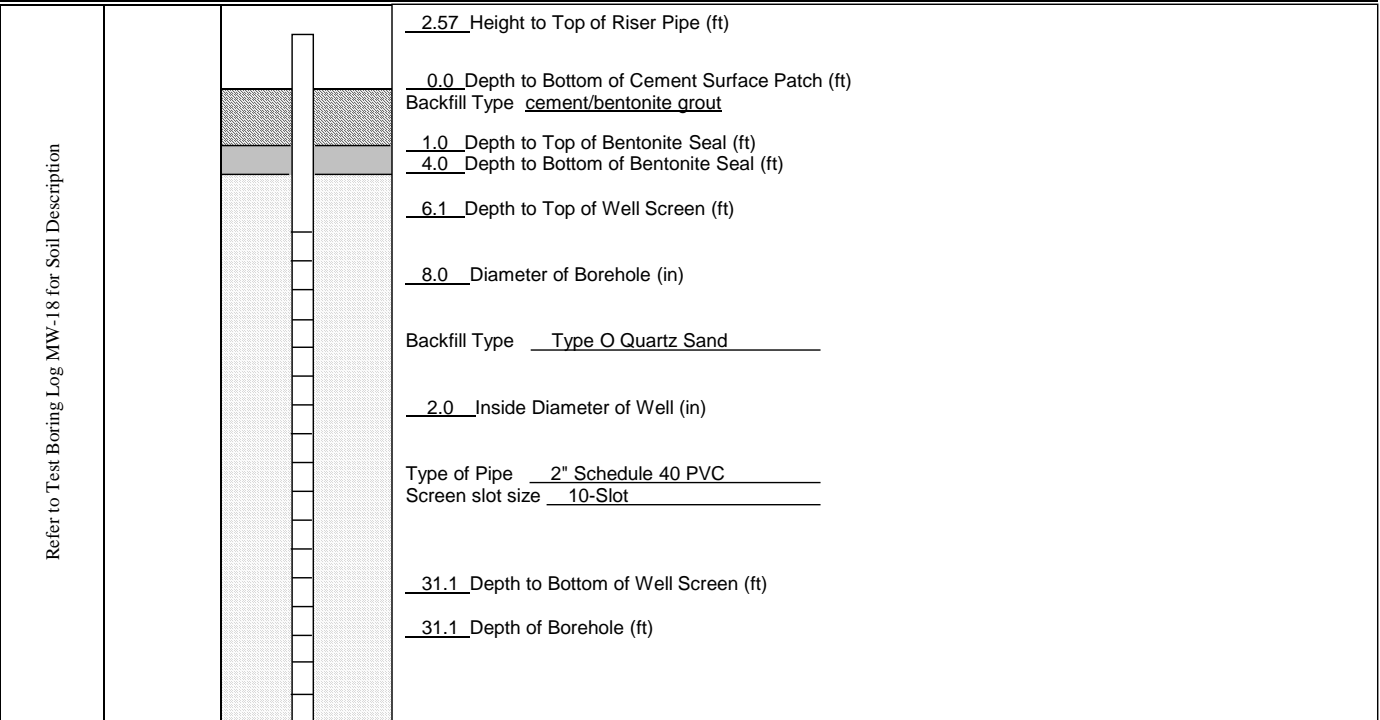 Refer to Test Boring Log MW-18 for Soil Description
2.57 Height to Top of Riser Pipe (ft)
0.0 Depth to Bottom of Cement Surface Patch (ft)
Backfill Type cement/bentonite grout
1.0 Depth to Top of Bentonite Seal (ft)
4.0 Depth to Bottom of Bentonite Seal (ft)
6.1 Depth to Top of Well Screen (ft)
8.0 Diameter of Borehole (in)
Backfill Type Type O Quartz Sand
2.0 Inside Diameter of Well (in)
Type of Pipe 2" Schedule 40 PVC
Screen slot size 10-Slot
31.1 Depth to Bottom of Well Screen (ft)
31.1 Depth of Borehole (ft)